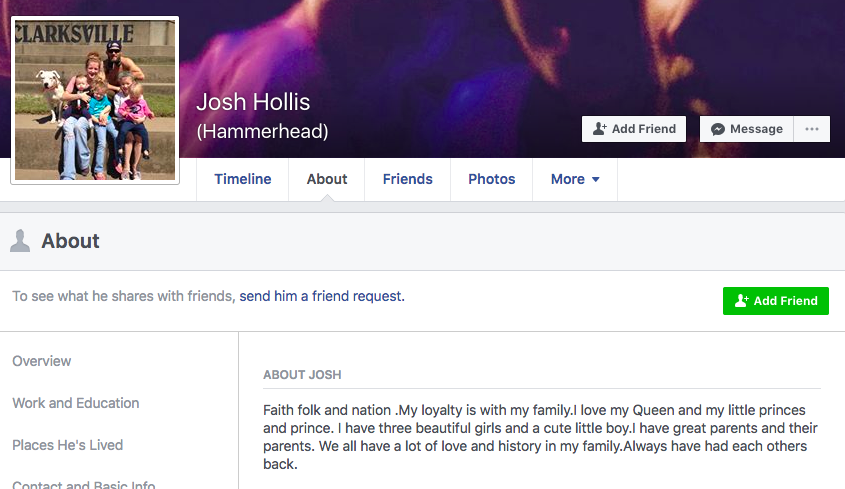 CLARKSVILLE
Josh Hollis
(Hammerhead)
Add Friend
Message
Timeline
About
Friends
Photos
More
About
To see what he shares with friends, send him a friend request.
Add Friend
Overview
Work and Education
Places He's Lived
Contact and Basic Info
ABOUT JOSH
Faith folk and nation .My loyalty is with my family.I love my Queen and my little princes
and prince. I have three beautiful girls and a cute little boy.I have great parents and their
parents. We all have a lot of love and history in my family.Always have had each others
back.